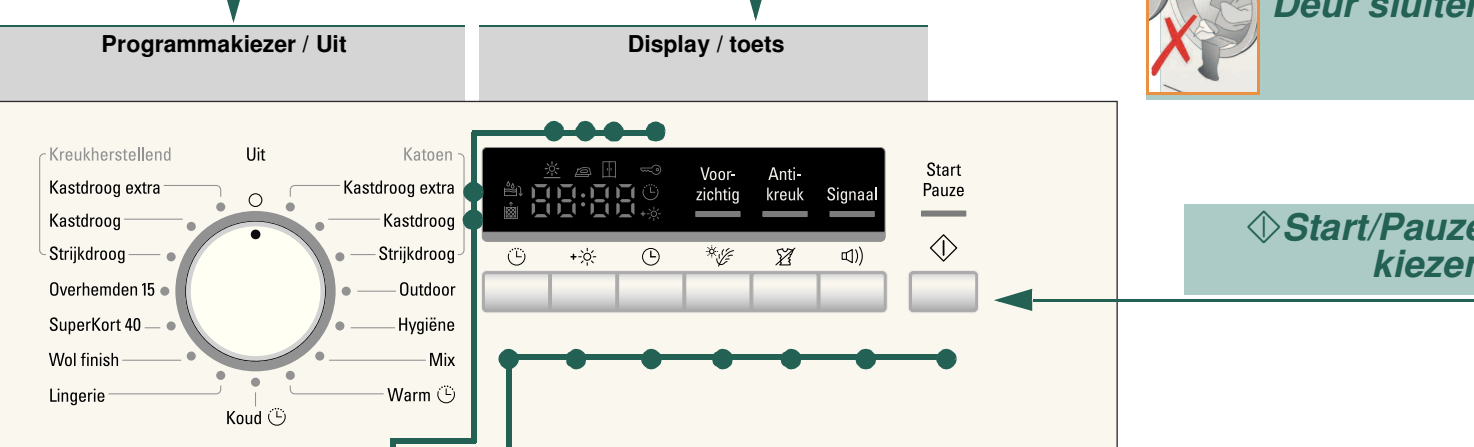 Programmakiezer / Uit
Display / toets
Deur sluiten
Kreukherstellend
Uit
Katoen
Kastdroog extra
Kastdroog extra
Kastdroog
Kastdroog
Strijkdroog
Strijkdroog
Overhemden 15
Outdoor
SuperKort 40
Hygiëne
Wol finish
Mix
Lingerie
Warm
Koud
88:88
Voor-
zichtig
Anti-
kreuk
Signaal
Start
Pauze
Start/Pauze
kiezen